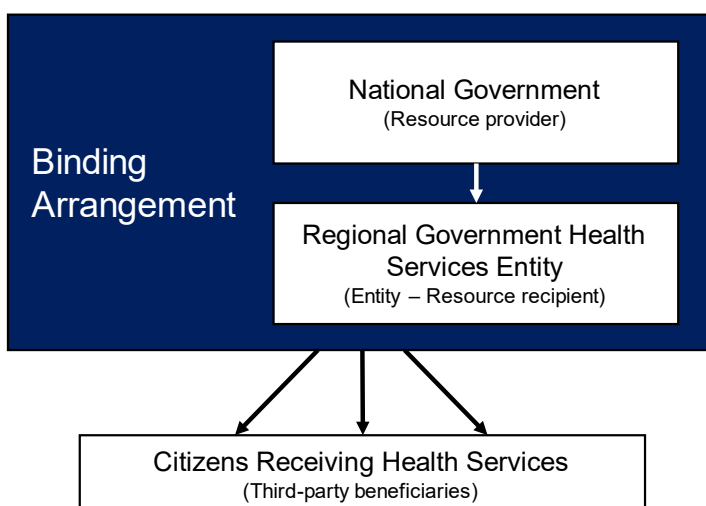 National Government
(Resource provider)
Binding
Arrangement
Regional Government Health
Services Entity
(Entity – Resource recipient)
Citizens Receiving Health Services
(Third-party beneficiaries)